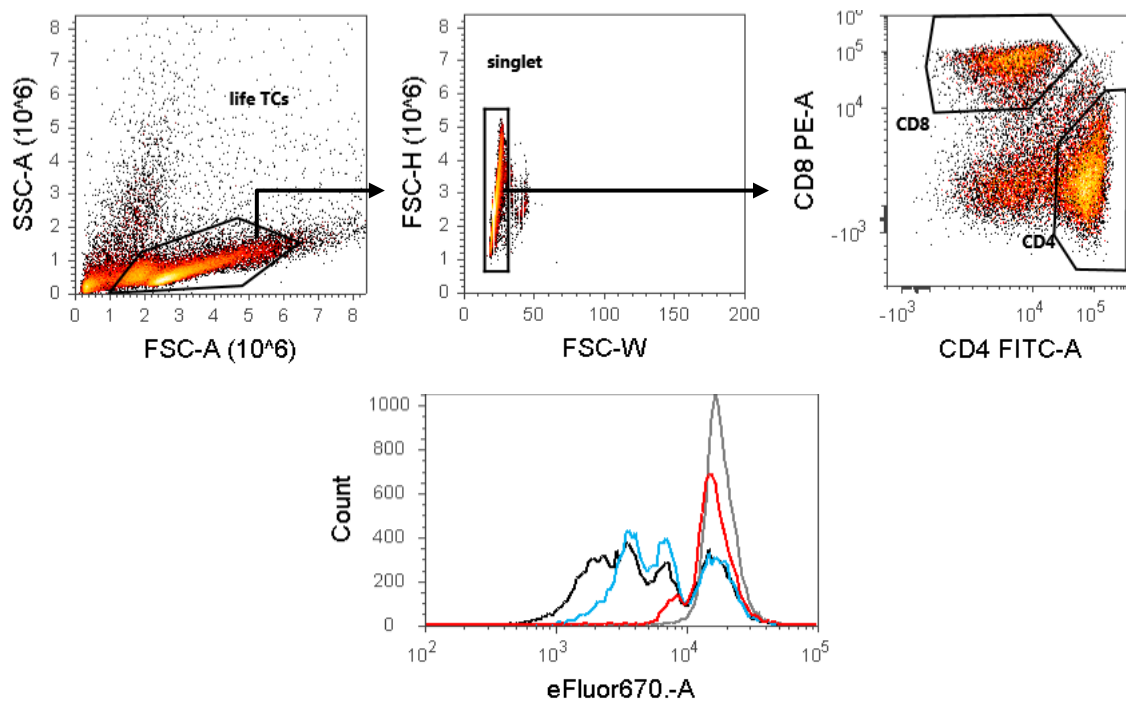 8
7
6
5
4
3
2
1
0
SSC-A (10^6)
life TCs
0 1 2 3 4 5 6 7 8
FSC-A (10^6)
8
7
6
5
4
3
2
1
0
FSC-H (10^6)
singlet
0 50 100 150 200
FSC-W
10^5
10^4
-10^3
CD8 PE-A
CD8
CD4
-10^3 10^4 10^5
CD4 FITC-A
1000
800
600
400
200
0
Count
10^2 10^3 10^4 10^5
eFluor670.-A